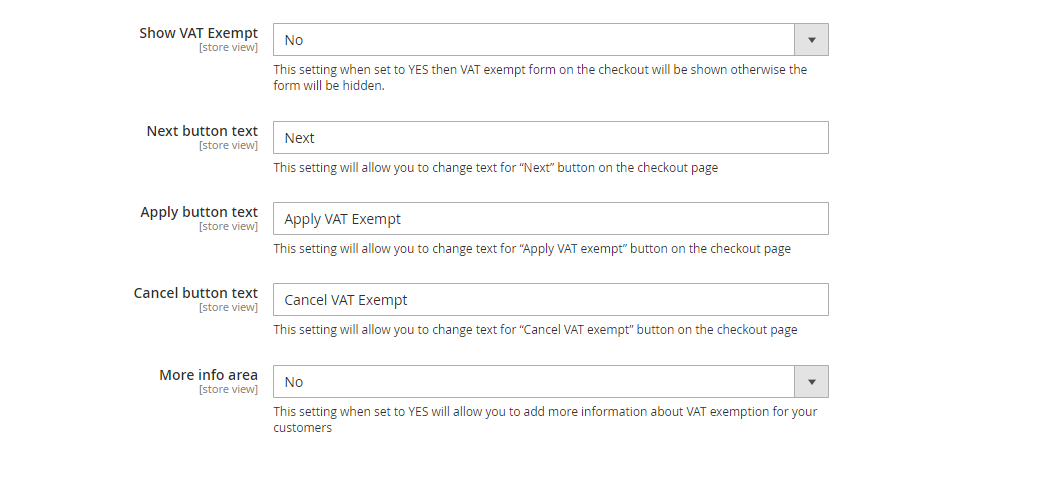 Show VAT Exempt
[store view]
No
This setting when set to YES then VAT exempt form on the checkout will be shown otherwise the
form will be hidden.
Next button text
[store view]
Next
This setting will allow you to change text for “Next” button on the checkout page
Apply button text
[store view]
Apply VAT Exempt
This setting will allow you to change text for “Apply VAT exempt” button on the checkout page
Cancel button text
[store view]
Cancel VAT Exempt
This setting will allow you to change text for “Cancel VAT exempt” button on the checkout page
More info area
[store view]
No
This setting when set to YES will allow you to add more information about VAT exemption for your
customers